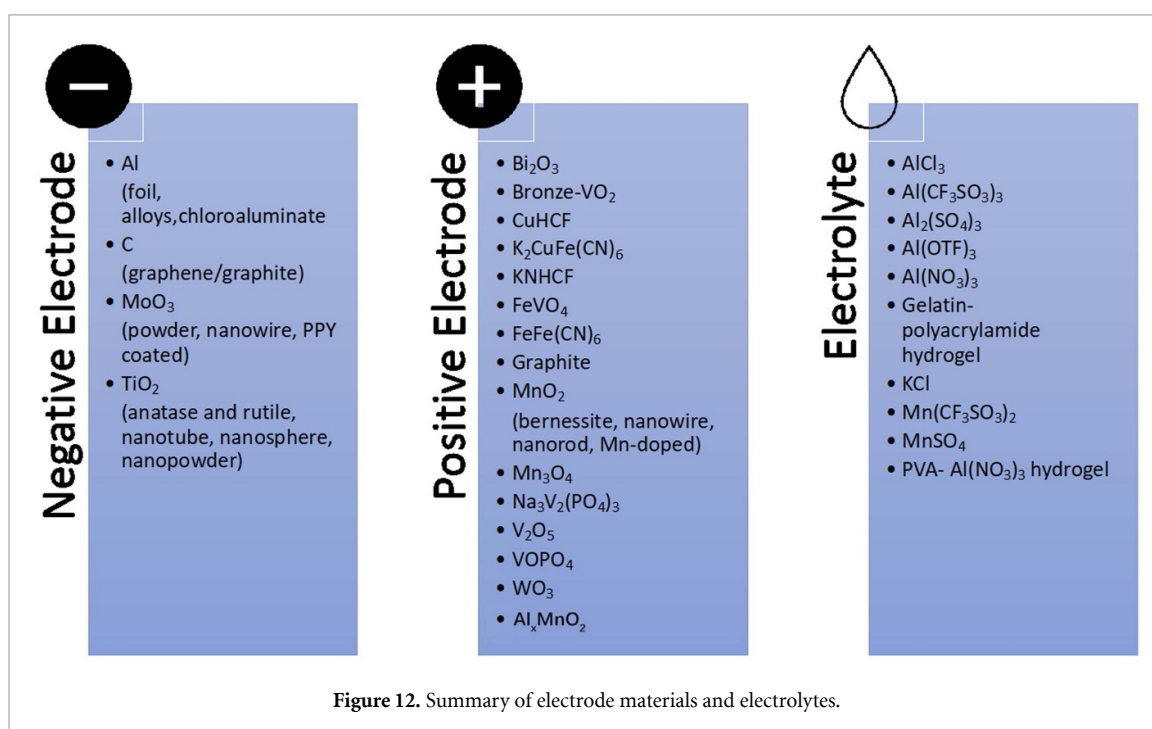 Negative Electrode
• Al
(foil,
alloys,chloroaluminate
• C
(graphene/graphite)
• MoO₃
(powder, nanowire, PPY
coated)
• TiO₂
(anatase and rutile,
nanotube, nanosphere,
nanopowder)
Positive Electrode
• Bi₂O₃
• Bronze-VO₂
• CuHCF
• K₂CuFe(CN)₆
• KNHCF
• FeVO₄
• FeFe(CN)₆
• Graphite
• MnO₂
(bernessite, nanowire,
nanorod, Mn-doped)
• Mn₃O₄
• Na₃V₂(PO₄)₃
• V₂O₅
• VOPO₄
• WO₃
• AlₓMnO₂
Electrolyte
• AlCl₃
• Al(CF₃SO₃)₃
• Al₂(SO₄)₃
• Al(OTF)₃
• Al(NO₃)₃
• Gelatin-
polyacrylamide
hydrogel
• KCl
• Mn(CF₃SO₃)₂
• MnSO₄
• PVA- Al(NO₃)₃ hydrogel
Figure 12. Summary of electrode materials and electrolytes.